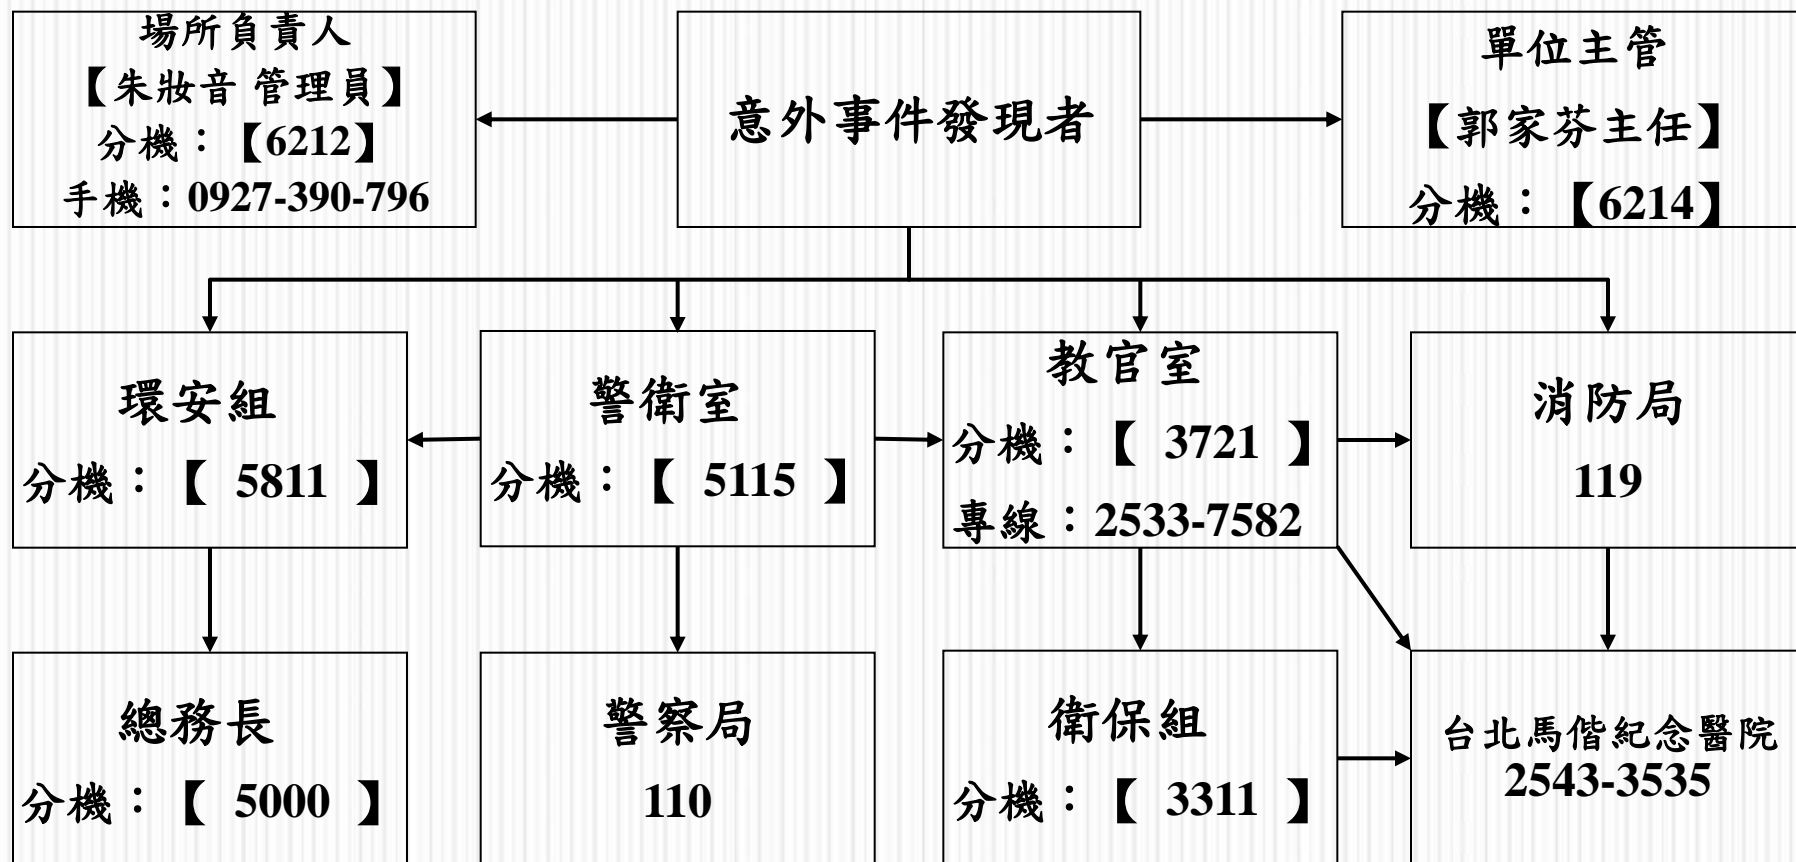 場所負責人
【朱妝音 管理員】
分機：【6212】
手機：0927-390-796
意外事件發現者
單位主管
【郭家芬主任】
分機：【6214】
環安組
分機：【 5811 】
警衛室
分機：【 5115 】
教官室
分機：【 3721 】
專線：2533-7582
消防局
119
總務長
分機：【 5000 】
警察局
110
衛保組
分機：【 3311 】
台北馬偕紀念醫院
2543-3535